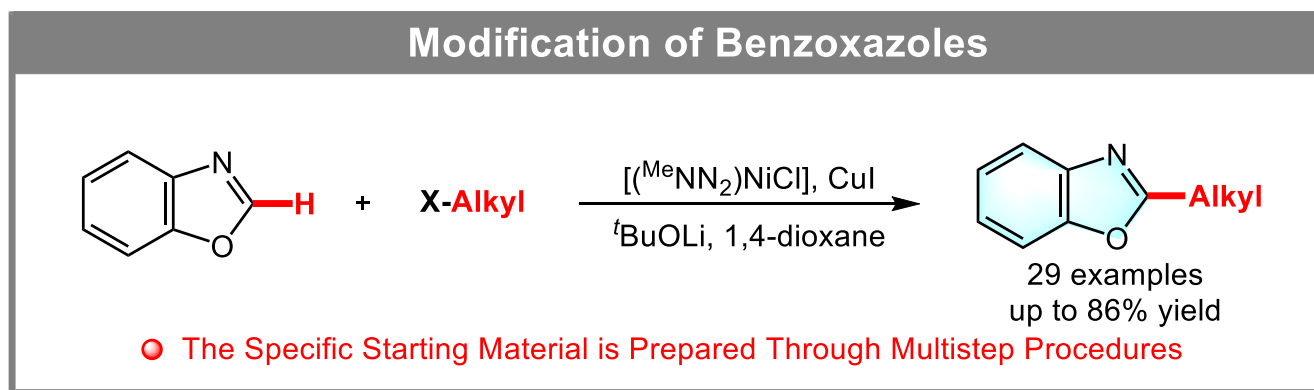 Modification of Benzoxazoles
N
O
H
+
X-Alkyl
[(ᴹᵉNN₂)NiCl], CuI
ᵗBuOLi, 1,4-dioxane
N
O
Alkyl
29 examples
up to 86% yield
The Specific Starting Material is Prepared Through Multistep Procedures